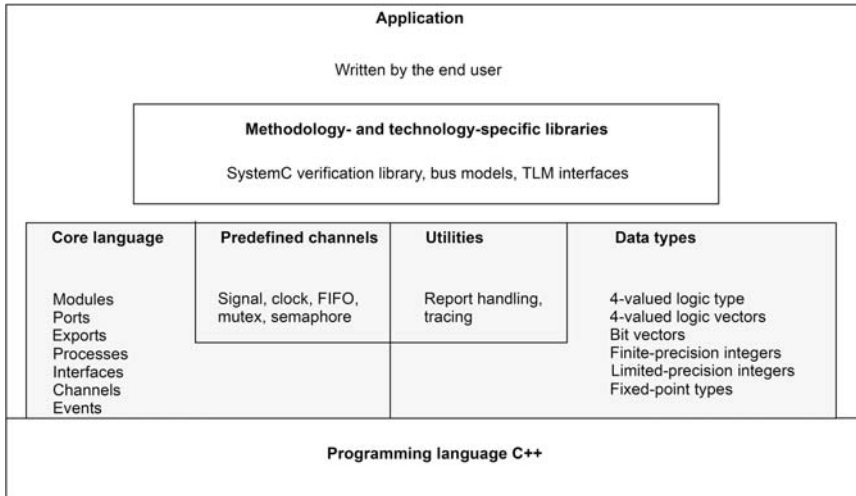 Application
Written by the end user
Methodology- and technology-specific libraries
SystemC verification library, bus models, TLM interfaces
Core language
Modules
Ports
Exports
Processes
Interfaces
Channels
Events
Predefined channels
Signal, clock, FIFO,
mutex, semaphore
Utilities
Report handling,
tracing
Data types
4-valued logic type
4-valued logic vectors
Bit vectors
Finite-precision integers
Limited-precision integers
Fixed-point types
Programming language C++